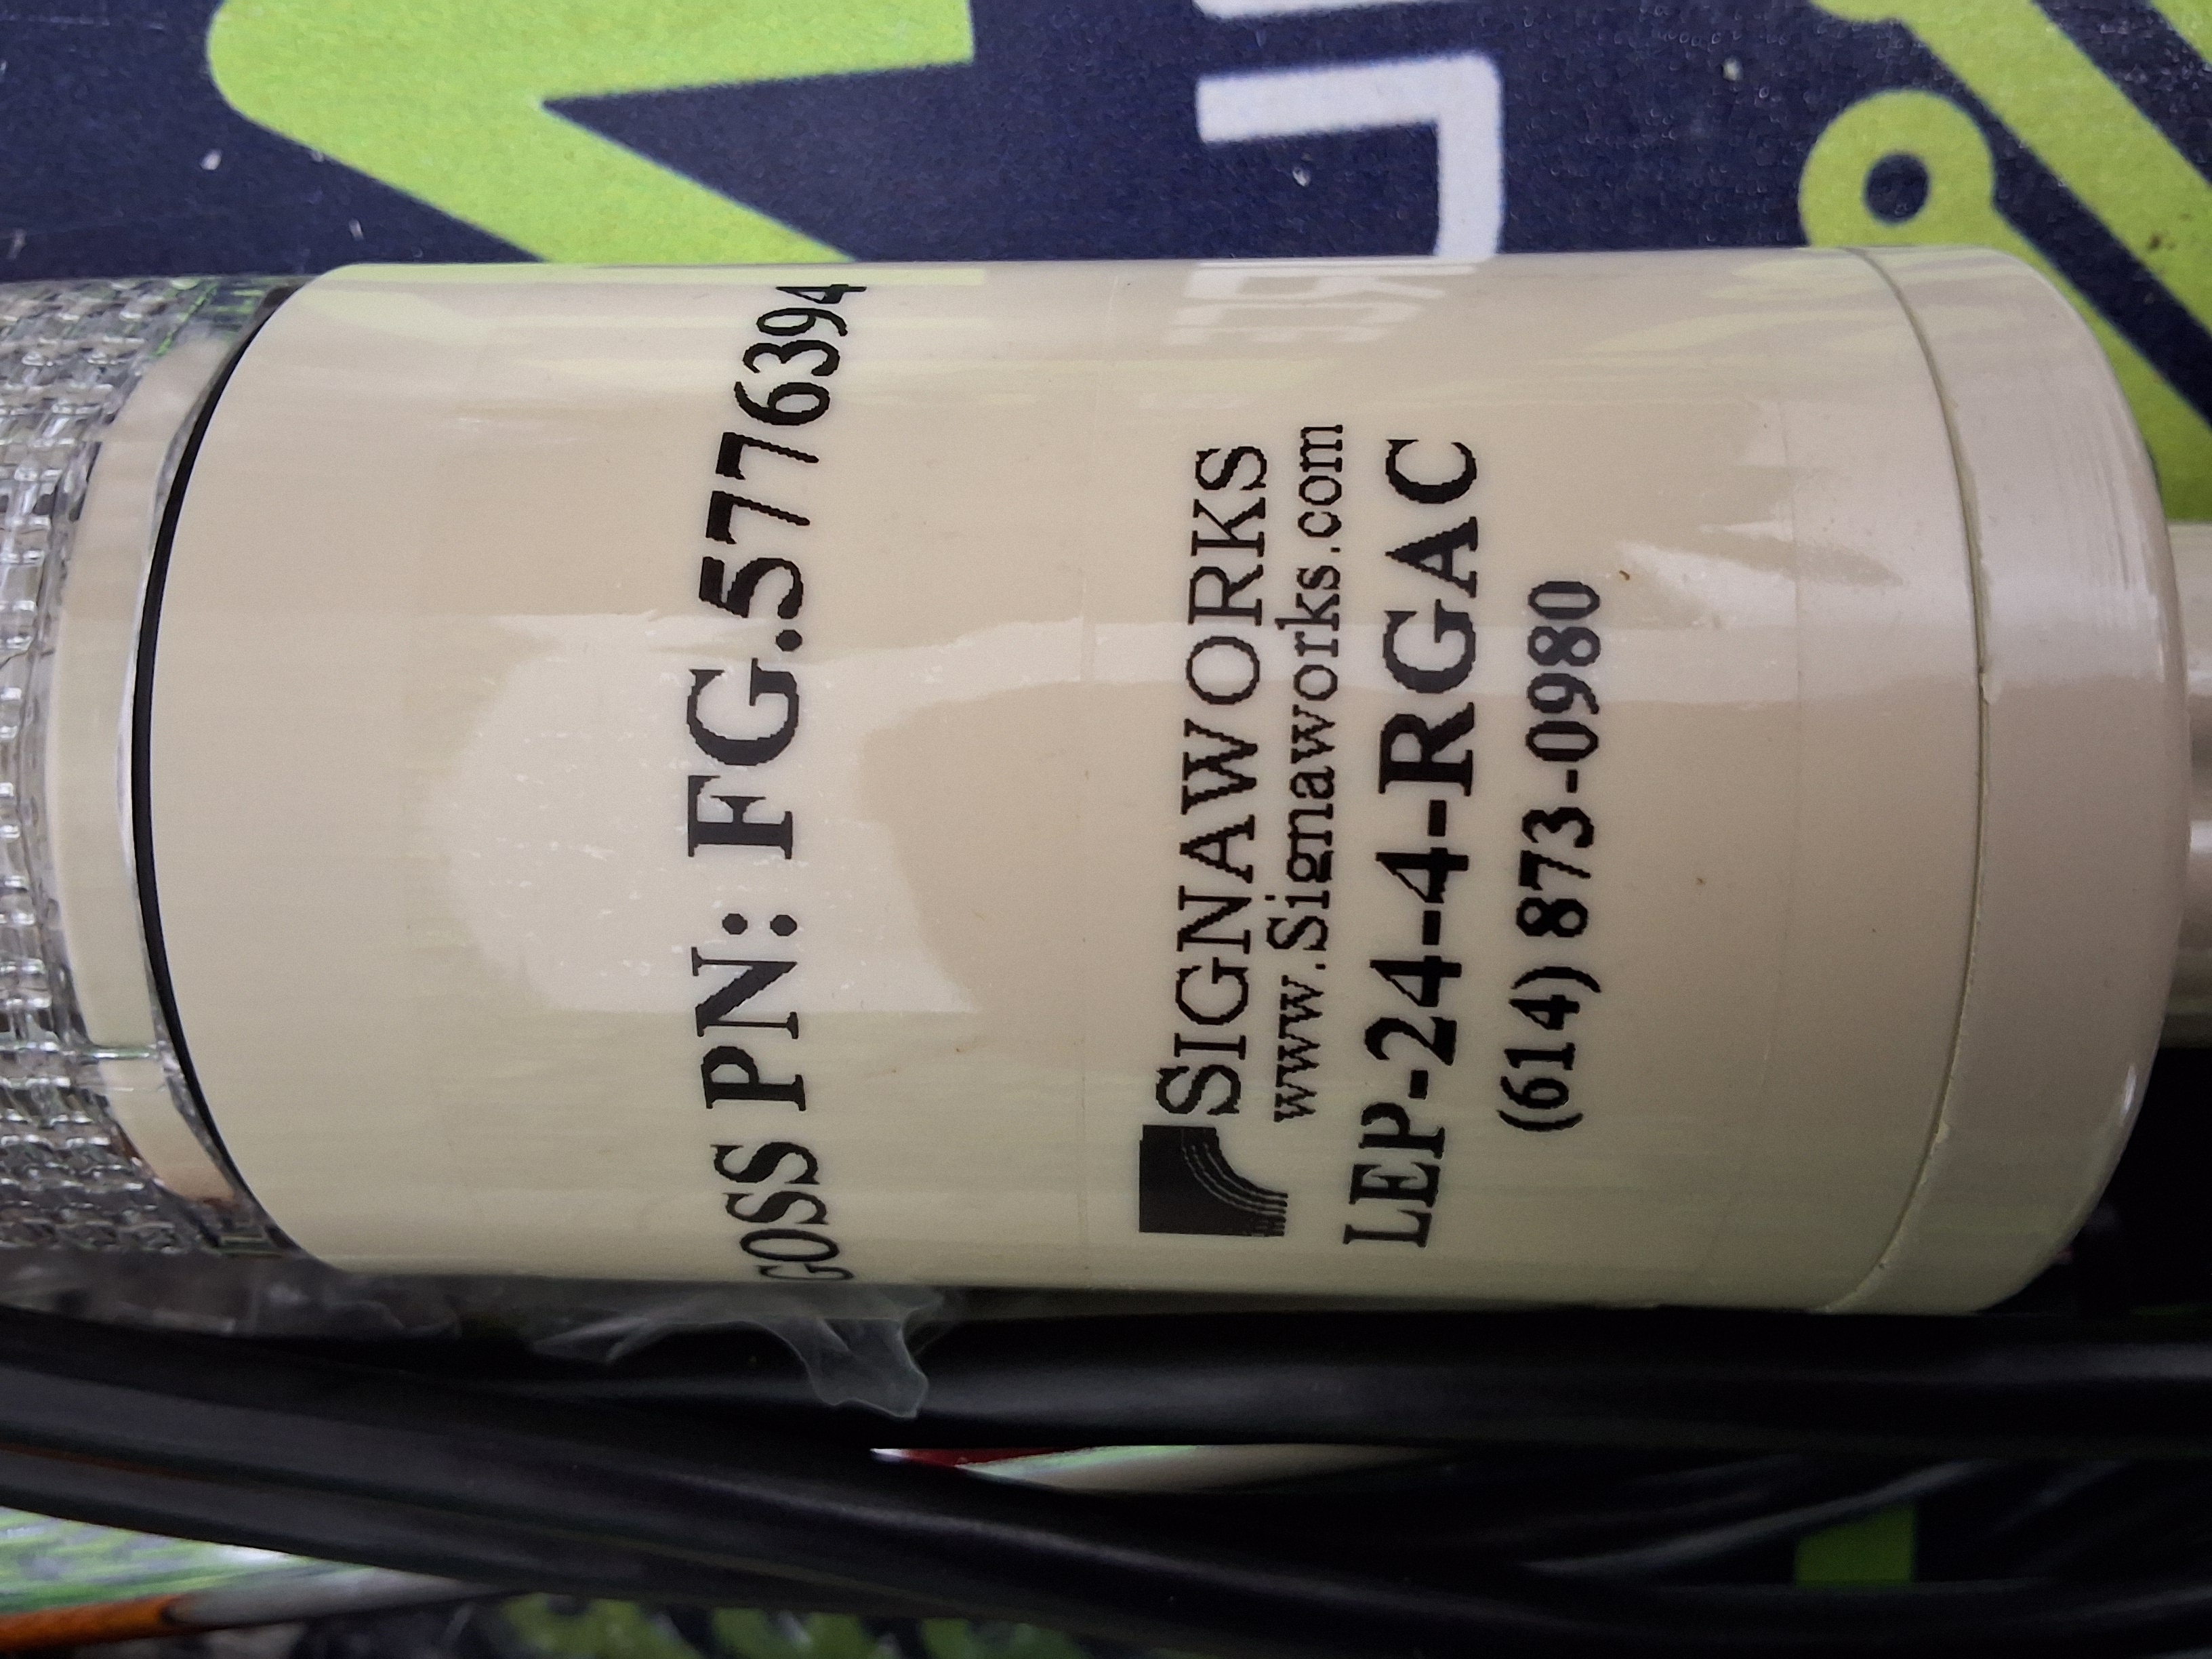 GOSS PN: FG.5776394
SIGNAWORKS
www.Signaworks.com
LEP-24-4-RGAC
(614) 873-0980